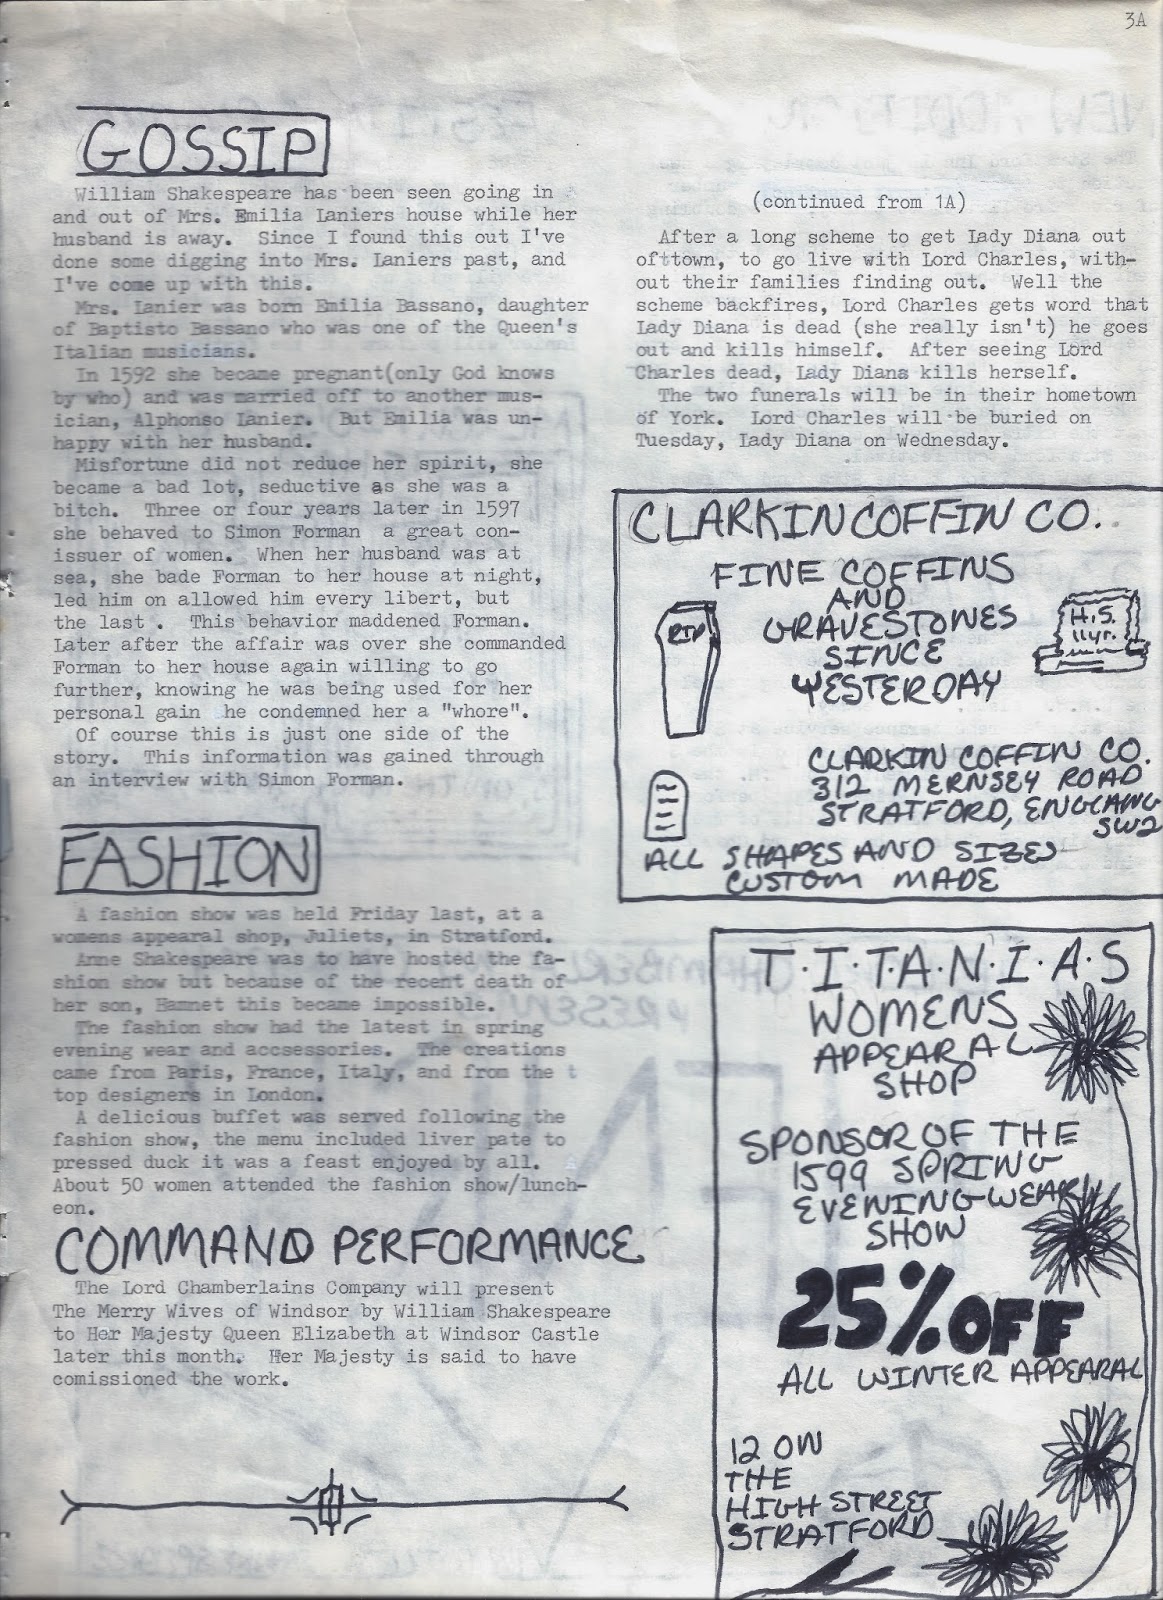 3A
GOSSIP
William Shakespeare has been seen going in
and out of Mrs. Emilia Laniers house while her
husband is away.  Since I found this out I've
done some digging into Mrs. Laniers past, and
I've come up with this.
Mrs. Lanier was born Emilia Bassano, daughter
of Baptisto Bassano who was one of the Queen's
Italian musicians.
In 1592 she became pregnant(only God knows
by who) and was married off to another mus-
ician, Alphonso Lanier.  But Emilia was un-
happy with her husband.
Misfortune did not reduce her spirit, she
became a bad lot, seductive as she was a
bitch.  Three or four years later in 1597
she behaved to Simon Forman  a great con-
issuer of women.  When her husband was at
sea, she bade Forman to her house at night,
led him on allowed him every libert, but
the last .  This behavior maddened Forman.
Later after the affair was over she commanded
Forman to her house again willing to go
further, knowing he was being used for her
personal gain  he condemned her a "whore".
Of course this is just one side of the
story.  This information was gained through
an interview with Simon Forman.
FASHION
A fashion show was held Friday last, at a
womens appearal shop, Juliets, in Stratford.
Anne Shakespeare was to have hosted the fa-
shion show but because of the recent death of
her son, Hamnet this became impossible.
The fashion show had the latest in spring
evening wear and accsessories.  The creations
came from Paris, France, Italy, and from the t
top designers in London.
A delicious buffet was served following the
fashion show, the menu included liver pate to
pressed duck it was a feast enjoyed by all.
About 50 women attended the fashion show/lunch-
eon.
COMMAND PERFORMANCE
The Lord Chamberlains Company will present
The Merry Wives of Windsor by William Shakespeare
to Her Majesty Queen Elizabeth at Windsor Castle
later this month.  Her Majesty is said to have
comissioned the work.
(continued from 1A)
After a long scheme to get Lady Diana out
of town, to go live with Lord Charles, with-
out their families finding out.  Well the
scheme backfires, Lord Charles gets word that
Lady Diana is dead (she really isn't) he goes
out and kills himself.  After seeing Lord
Charles dead, Lady Diana kills herself.
The two funerals will be in their hometown
of York.  Lord Charles will be buried on
Tuesday, Lady Diana on Wednesday.
CLARKIN COFFIN CO.
FINE COFFINS
AND
GRAVESTONES
SINCE
YESTERDAY
RIP
H.S.
11yr.
CLARKIN COFFIN CO.
312 MERNSEY ROAD
STRATFORD, ENGLAND
SW2
ALL SHAPES AND SIZES
CUSTOM MADE
T·I·T·A·N·I·A·S
WOMENS
APPEARAL
SHOP
SPONSOR OF THE
1599 SPRING
EVENING-WEAR
SHOW
25% OFF
ALL WINTER APPEARAL
12 ON
THE
HIGH STREET
STRATFORD